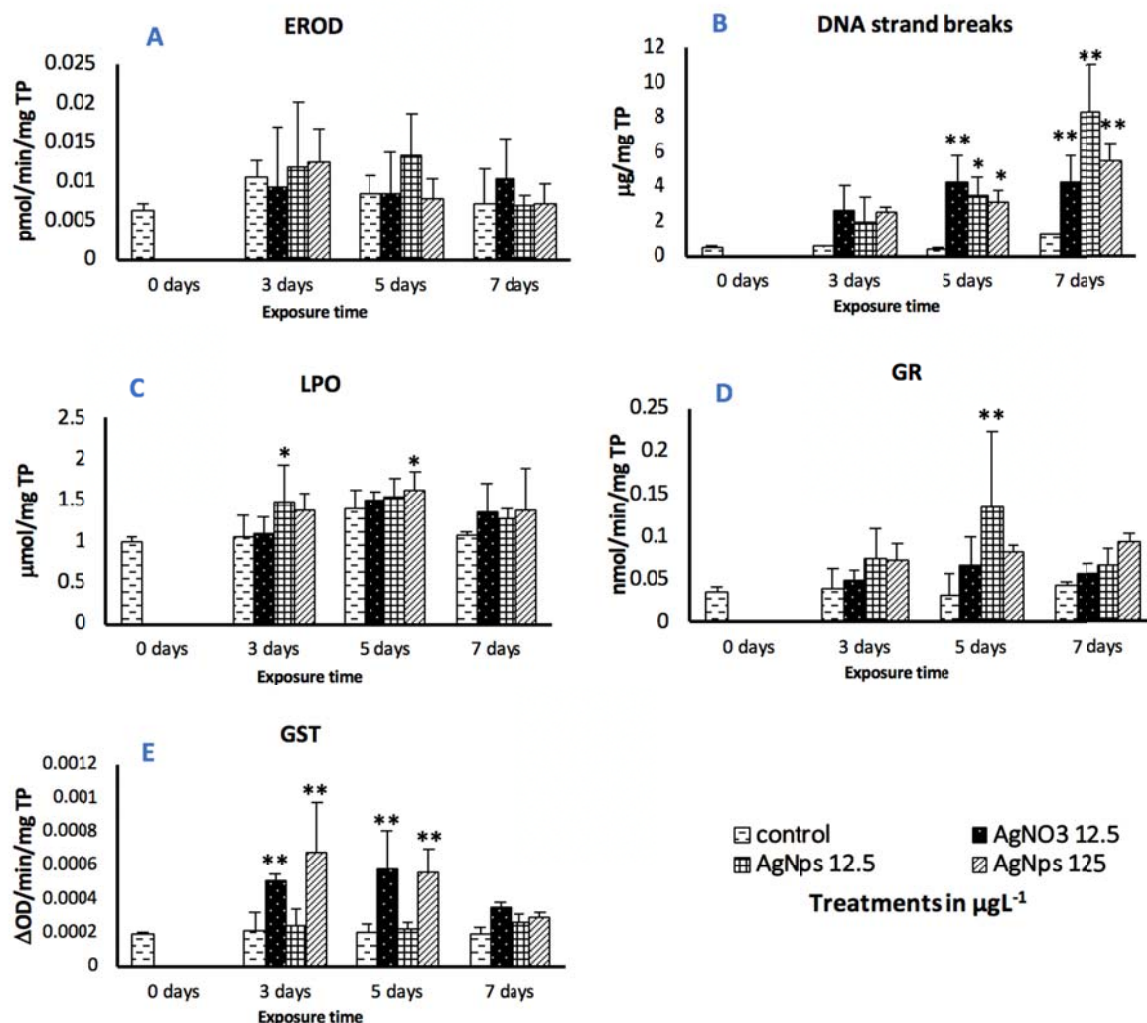 A
EROD
pmol/min/mg TP
0.025
0.02
0.015
0.01
0.005
0
0 days 3 days 5 days 7 days
Exposure time
B
DNA strand breaks
µg/mg TP
12
10
8
6
4
2
0
** * * ** ** **
0 days 3 days 5 days 7 days
Exposure time
C
LPO
µmol/mg TP
2.5
2
1.5
1
0.5
0
* *
0 days 3 days 5 days 7 days
Exposure time
D
GR
nmol/min/mg TP
0.25
0.2
0.15
0.1
0.05
0
**
0 days 3 days 5 days 7 days
Exposure time
E
GST
ΔOD/min/mg TP
0.0012
0.001
0.0008
0.0006
0.0004
0.0002
0
** ** ** **
0 days 3 days 5 days 7 days
Exposure time
control AgNO3 12.5
AgNps 12.5 AgNps 125
Treatments in µgL⁻¹